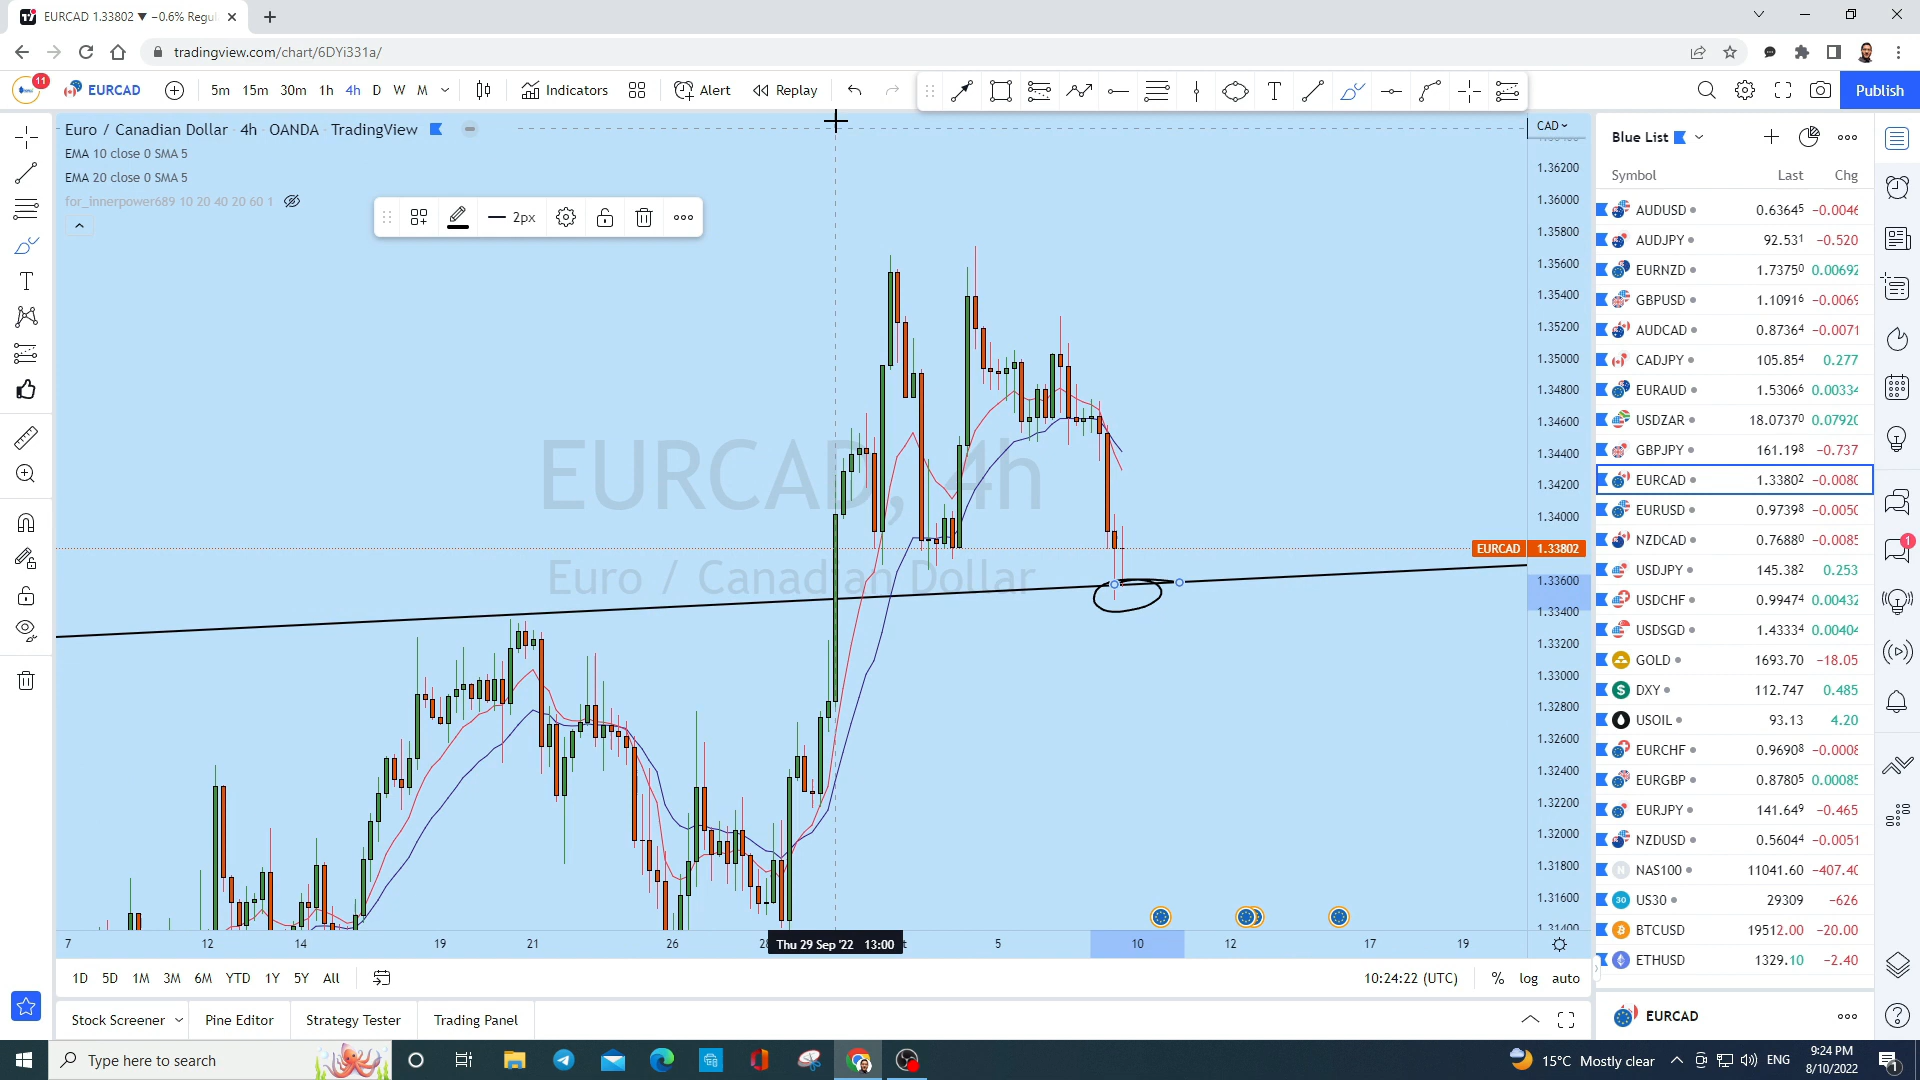 EURCAD 1.33802 ▼ −0.6% Regul
tradingview.com/chart/6DYi331a/
11
EURCAD
5m 15m 30m 1h 4h D W M
Indicators
Alert
Replay
Publish
Euro / Canadian Dollar 4h OANDA TradingView
EMA 10 close 0 SMA 5
EMA 20 close 0 SMA 5
for_innerpower689 10 20 40 20 60 1
2px
EURCAD, 4h
Euro / Canadian Dollar
CAD
1.36200
1.36000
1.35800
1.35600
1.35400
1.35200
1.35000
1.34800
1.34600
1.34400
1.34200
1.34000
EURCAD 1.33802
1.33600
1.33400
1.33200
1.33000
1.32800
1.32600
1.32400
1.32200
1.32000
1.31800
1.31600
1.31400
7 12 14 19 21 26 28 Thu 29 Sep '22 13:00 5 10 12 17 19
1D 5D 1M 3M 6M YTD 1Y 5Y All
10:24:22 (UTC) % log auto
Stock Screener Pine Editor Strategy Tester Trading Panel
Blue List
Symbol Last Chg
AUDUSD 0.63645 −0.0046
AUDJPY 92.531 −0.520
EURNZD 1.73750 0.00692
GBPUSD 1.10916 −0.0069
AUDCAD 0.87364 −0.0071
CADJPY 105.854 0.277
EURAUD 1.53066 0.00334
USDZAR 18.07370 0.07920
GBPJPY 161.198 −0.737
EURCAD 1.33802 −0.0080
EURUSD 0.97398 −0.0050
NZDCAD 0.76880 −0.0085
USDJPY 145.382 0.253
USDCHF 0.99474 0.00432
USDSGD 1.43334 0.00404
GOLD 1693.70 −18.05
DXY 112.747 0.485
USOIL 93.13 4.20
EURCHF 0.96908 −0.0008
EURGBP 0.87805 0.00085
EURJPY 141.649 −0.465
NZDUSD 0.56044 −0.0051
NAS100 11041.60 −407.40
US30 29309 −626
BTCUSD 19512.00 −20.00
ETHUSD 1329.10 −2.40
EURCAD
1
Type here to search
15°C Mostly clear
ENG
9:24 PM
8/10/2022
1